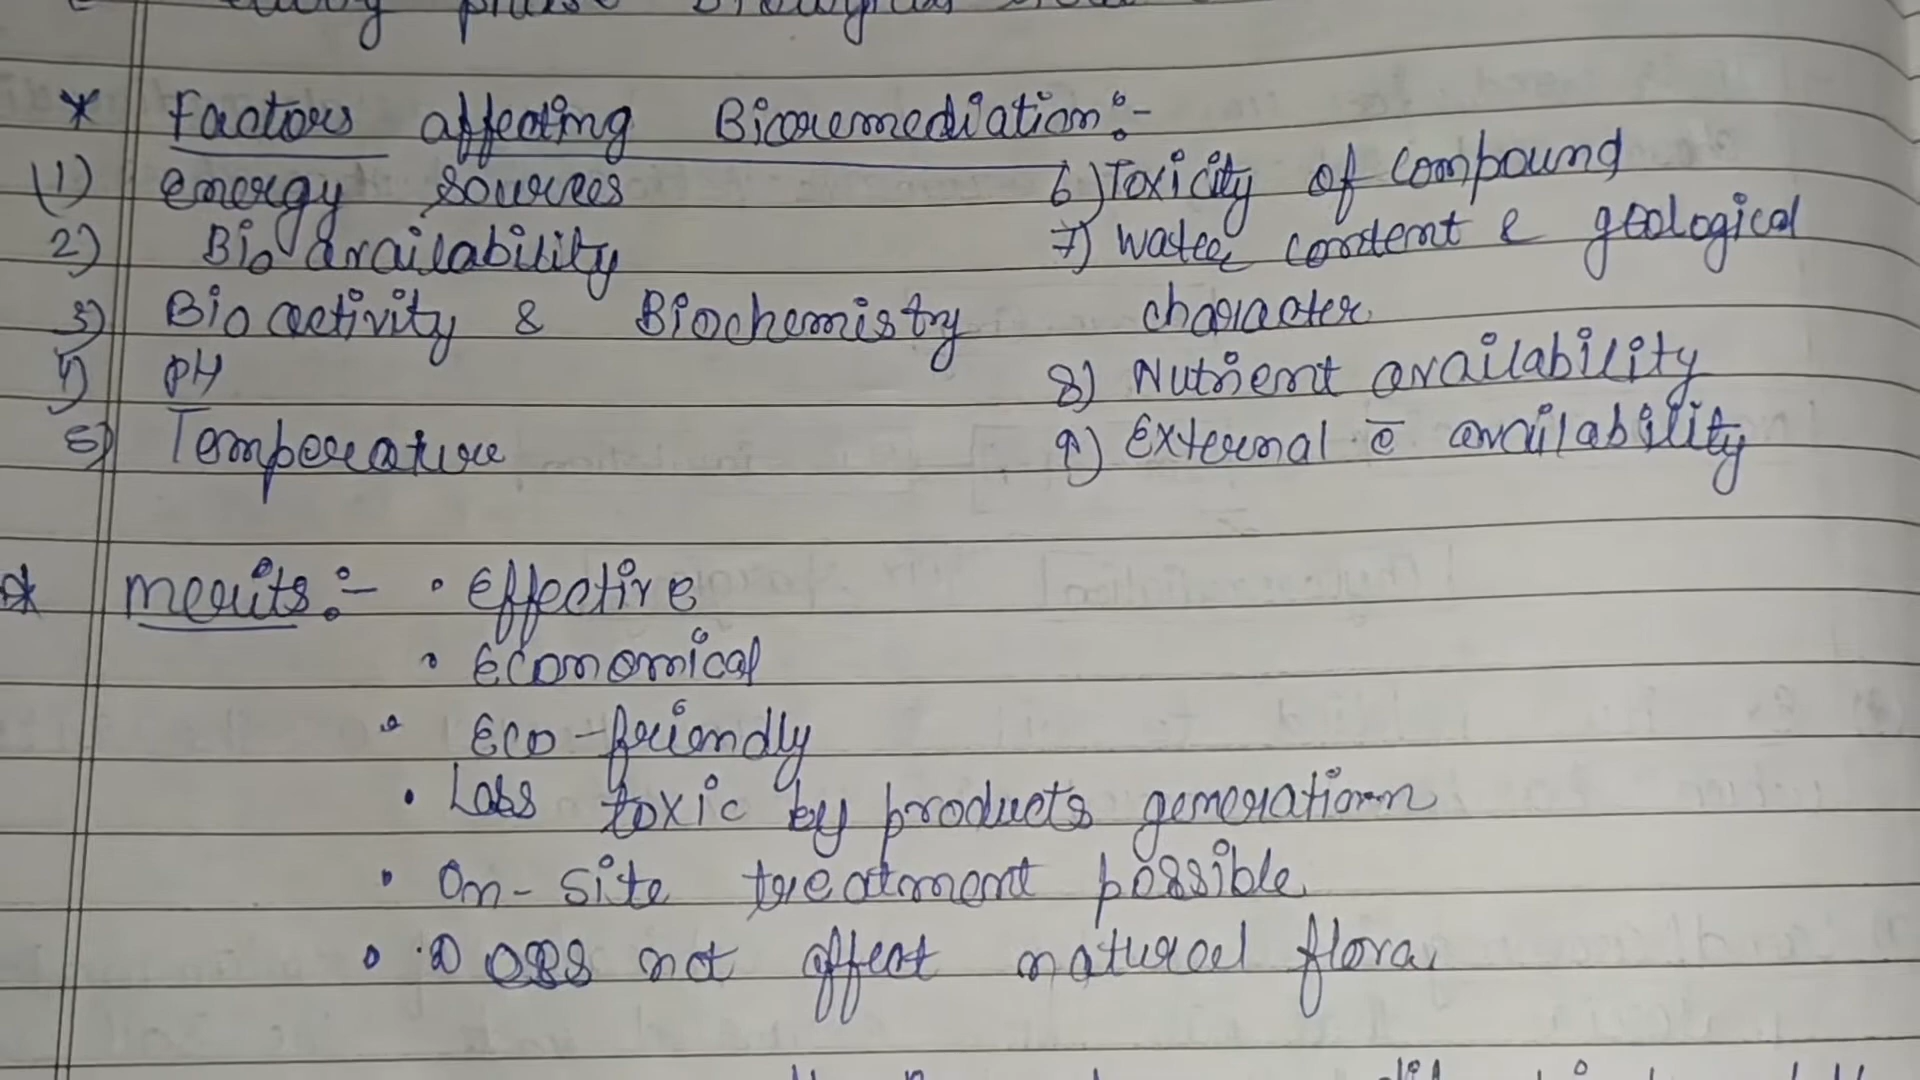 * Factors affecting Bioremediation:-
(1) energy sources
2) Bio availability
3) Bio activity & Biochemistry
4) PH
5) Temperature
6) Toxicity of compound
7) Water content & geological
character
8) Nutrient availability
9) External ē availability
* merits:- • Effective
• Economical
• Eco-friendly
• Labs toxic by products generation
• On-site treatment possible
• Does not affect natural flora,